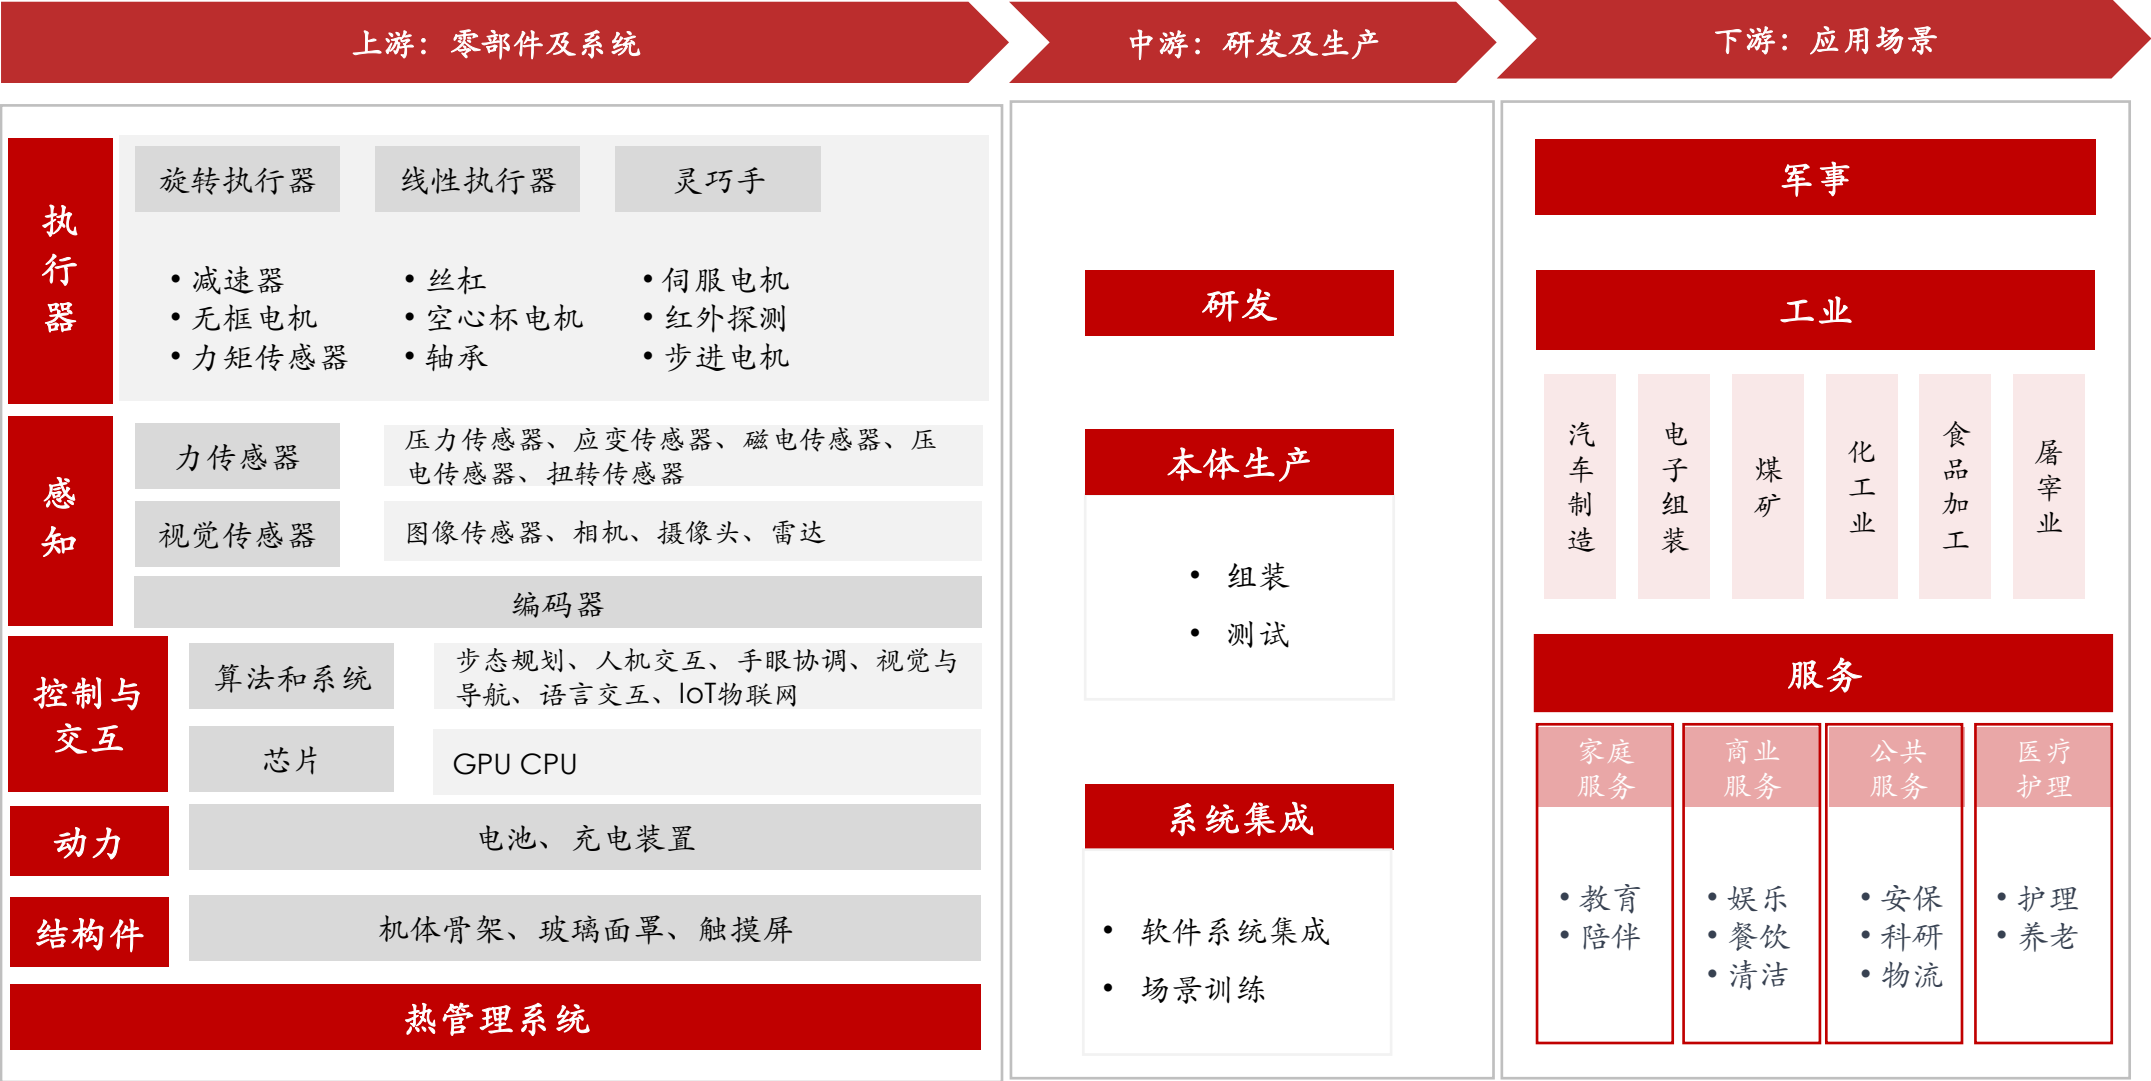 上游：零部件及系统
中游：研发及生产
下游：应用场景
执行器
旋转执行器
线性执行器
灵巧手
• 减速器
• 无框电机
• 力矩传感器
• 丝杠
• 空心杯电机
• 轴承
• 伺服电机
• 红外探测
• 步进电机
感知
力传感器
压力传感器、应变传感器、磁电传感器、压
电传感器、扭转传感器
视觉传感器
图像传感器、相机、摄像头、雷达
编码器
控制与
交互
算法和系统
步态规划、人机交互、手眼协调、视觉与
导航、语言交互、IoT物联网
芯片
GPU CPU
动力
电池、充电装置
结构件
机体骨架、玻璃面罩、触摸屏
热管理系统
研发
本体生产
• 组装
• 测试
系统集成
• 软件系统集成
• 场景训练
军事
工业
汽车制造
电子组装
煤矿
化工业
食品加工
屠宰业
服务
家庭
服务
• 教育
• 陪伴
商业
服务
• 娱乐
• 餐饮
• 清洁
公共
服务
• 安保
• 科研
• 物流
医疗
护理
• 护理
• 养老